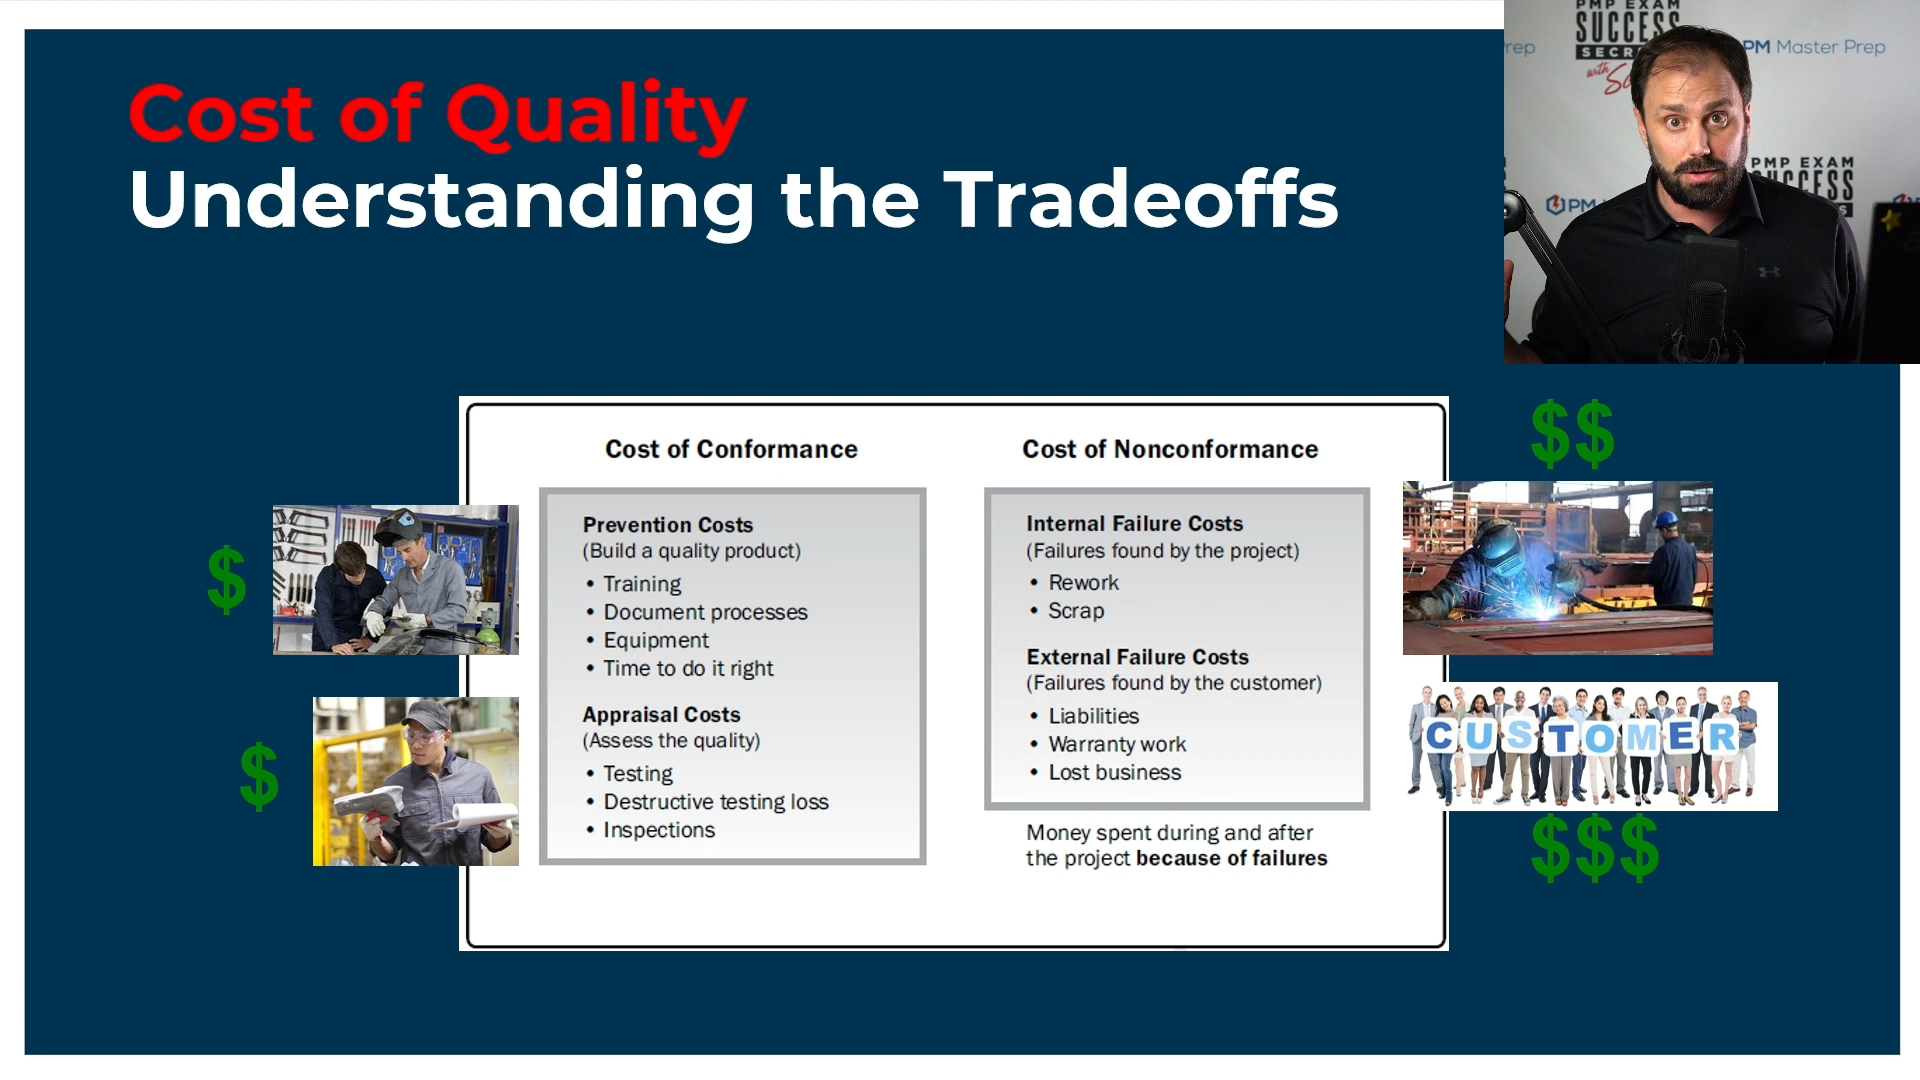 Cost of Quality
Understanding the Tradeoffs
PMP EXAM
SUCCESS
with
PM Master Prep
PMP EXAM
PM
$$
Cost of Conformance
Cost of Nonconformance
Prevention Costs
(Build a quality product)
• Training
• Document processes
• Equipment
• Time to do it right
Appraisal Costs
(Assess the quality)
• Testing
• Destructive testing loss
• Inspections
Internal Failure Costs
(Failures found by the project)
• Rework
• Scrap
External Failure Costs
(Failures found by the customer)
• Liabilities
• Warranty work
• Lost business
Money spent during and after
the project because of failures
$
$
CUSTOMER
$$$